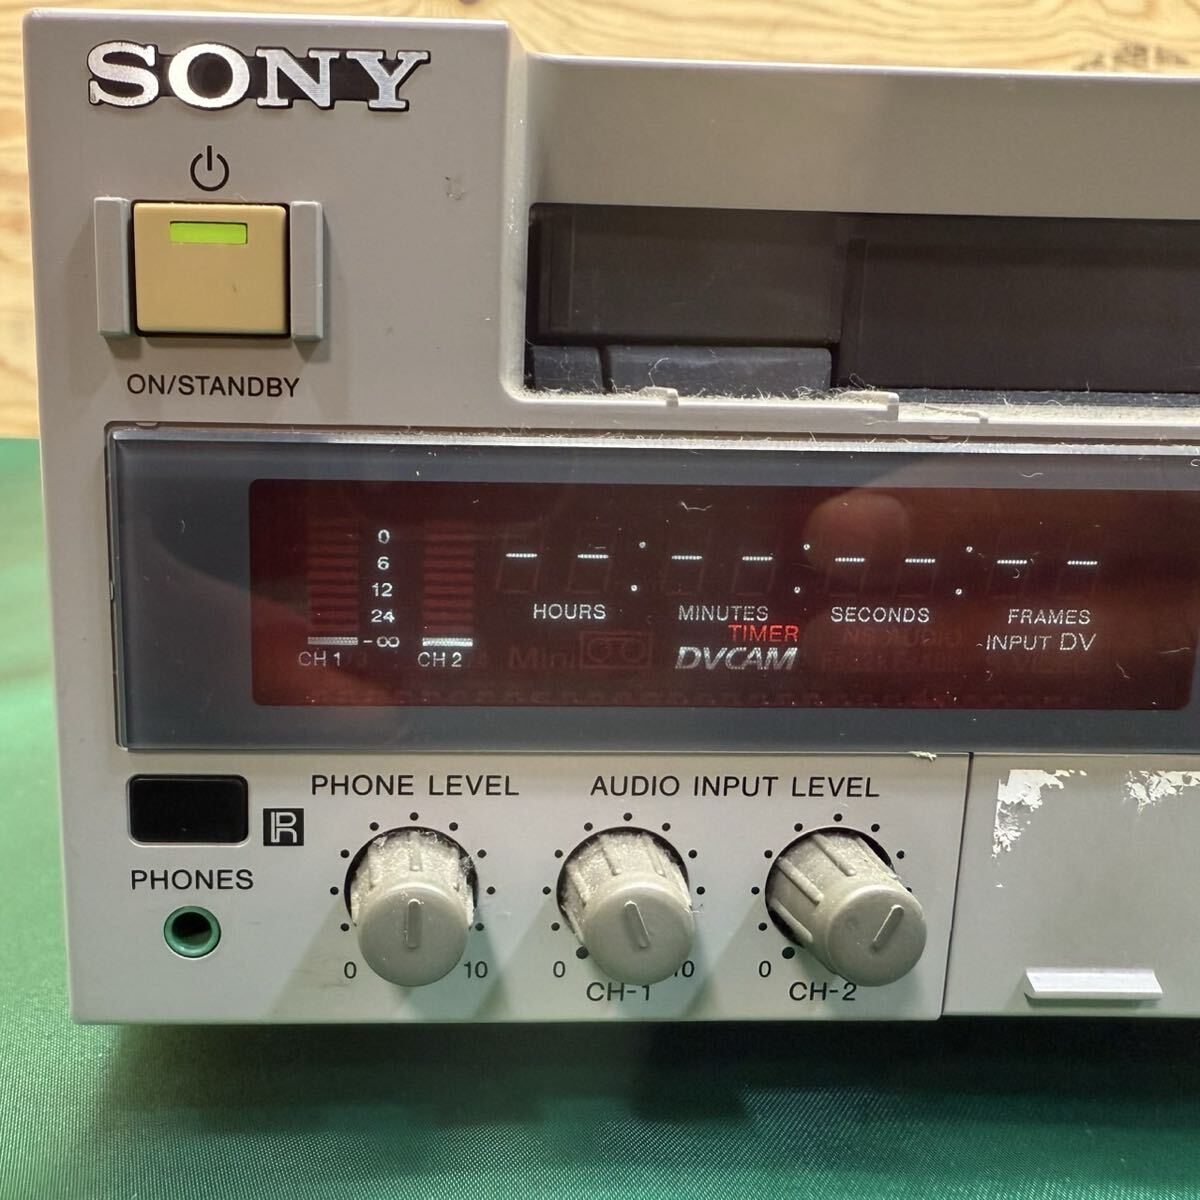 SONY
ON/STANDBY
0
6
12
24
-∞
CH 1
CH 2
HOURS
MINUTES
SECONDS
FRAMES
TIMER
INPUT DV
Mini
DVCAM
PHONE LEVEL
AUDIO INPUT LEVEL
R
PHONES
0
10
0
10
CH-1
0
CH-2